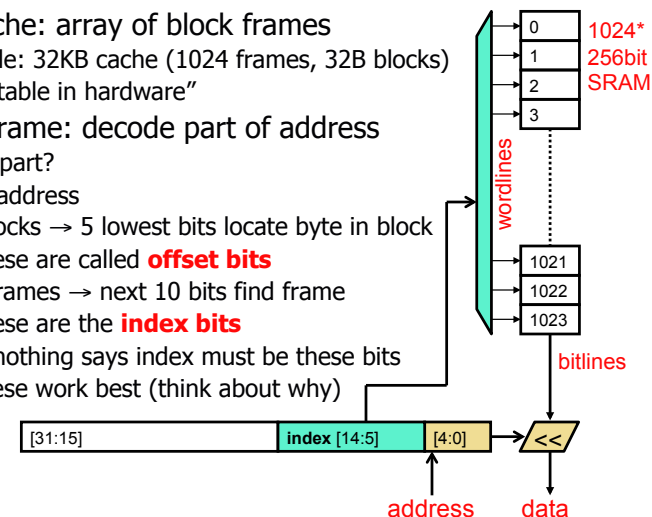 che: array of block frames
le: 32KB cache (1024 frames, 32B blocks)
table in hardware”
rame: decode part of address
part?
address
ocks → 5 lowest bits locate byte in block
ese are called offset bits
rames → next 10 bits find frame
ese are the index bits
nothing says index must be these bits
ese work best (think about why)
0
1
2
3
1024*
256bit
SRAM
wordlines
1021
1022
1023
bitlines
[31:15]
index [14:5]
[4:0]
<<
address
data